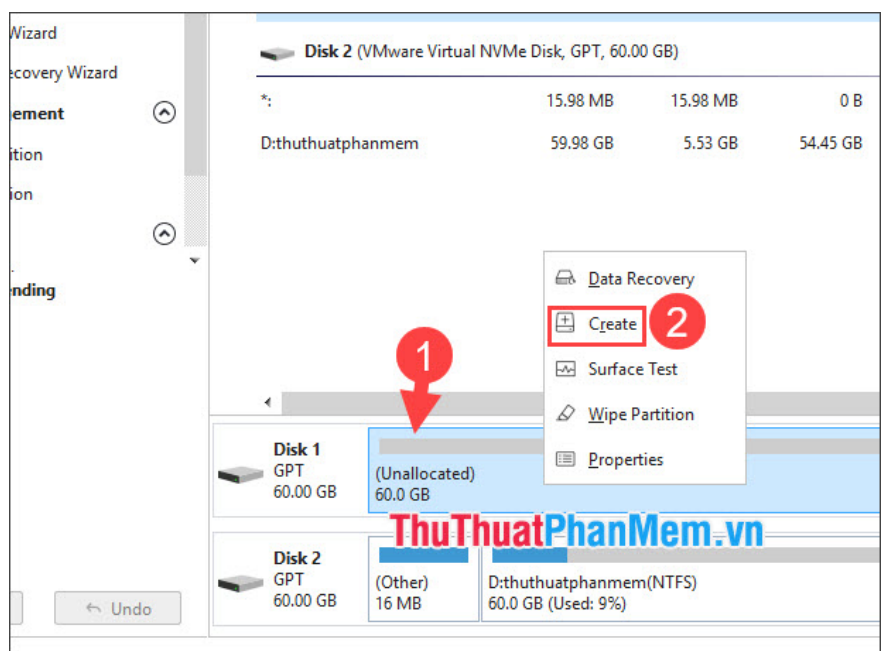 Wizard
ecovery Wizard
ement
ition
ion
nding
Undo
Disk 2 (VMware Virtual NVMe Disk, GPT, 60.00 GB)
*: 15.98 MB 15.98 MB 0 B
D:thuthuatphanmem 59.98 GB 5.53 GB 54.45 GB
Data Recovery
Create
2
Surface Test
Wipe Partition
Properties
1
Disk 1
GPT
60.00 GB
(Unallocated)
60.0 GB
ThuThuatPhanMem.vn
Disk 2
GPT
60.00 GB
(Other)
16 MB
D:thuthuatphanmem(NTFS)
60.0 GB (Used: 9%)